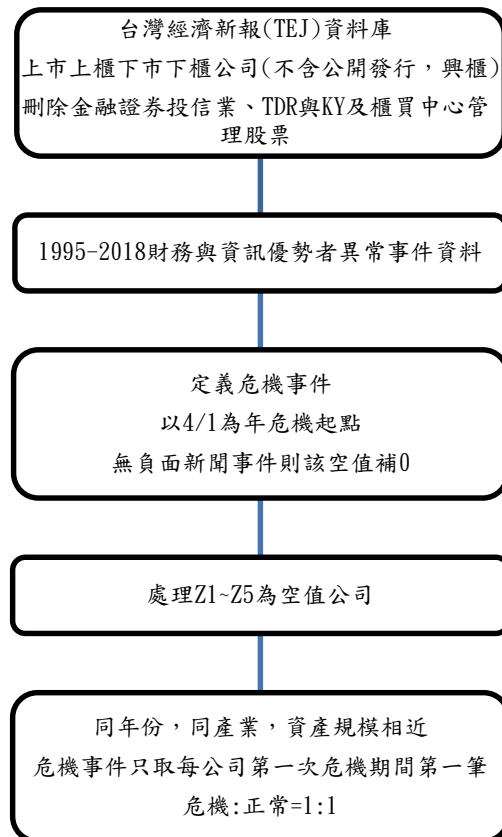 台灣經濟新報(TEJ)資料庫
上市上櫃下市下櫃公司(不含公開發行，興櫃)
刪除金融證券投信業、TDR與KY及櫃買中心管
理股票
1995-2018財務與資訊優勢者異常事件資料
定義危機事件
以4/1為年危機起點
無負面新聞事件則該空值補0
處理Z1~Z5為空值公司
同年份，同產業，資產規模相近
危機事件只取每公司第一次危機期間第一筆
危機:正常=1:1